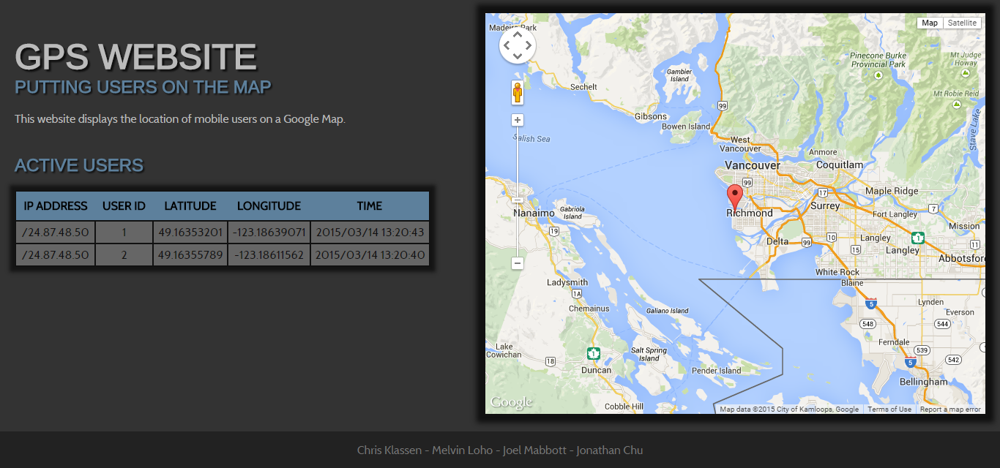 GPS WEBSITE
PUTTING USERS ON THE MAP
This website displays the location of mobile users on a Google Map.
ACTIVE USERS
IP ADDRESS USER ID LATITUDE LONGITUDE TIME
/24.87.48.50 1 49.16353201 -123.18639071 2015/03/14 13:20:43
/24.87.48.50 2 49.16355789 -123.18611562 2015/03/14 13:20:40
Madeira Park
Map Satellite
Pinecone Burke
Provincial Park
Mt Judge
Howay
Gambier
Island
Sechelt
Mt Robie Reid
99
Gibsons
Bowen Island
Stave Lake
Salish Sea
West
Vancouver
Anmore
Vancouver
Coquitlam
99
17
Maple Ridge
Nanaimo
Gabriola
Island
Richmond
Surrey
Fort Langley
7
Mission
19
Delta
99
10
Langley
1
11
15
Langley
Abbotsfor
White Rock
Blaine
Ladysmith
1A
Chemainus
Galiano Island
5
Lynden
Everson
548
544
Lake
Cowichan
Salt Spring
Island
Ferndale
539
1
18
5
542
Duncan
Pender Island
Bellingham
Cobble Hill
Google
Map data ©2015 City of Kamloops, Google Terms of Use Report a map error
Chris Klassen - Melvin Loho - Joel Mabbott - Jonathan Chu